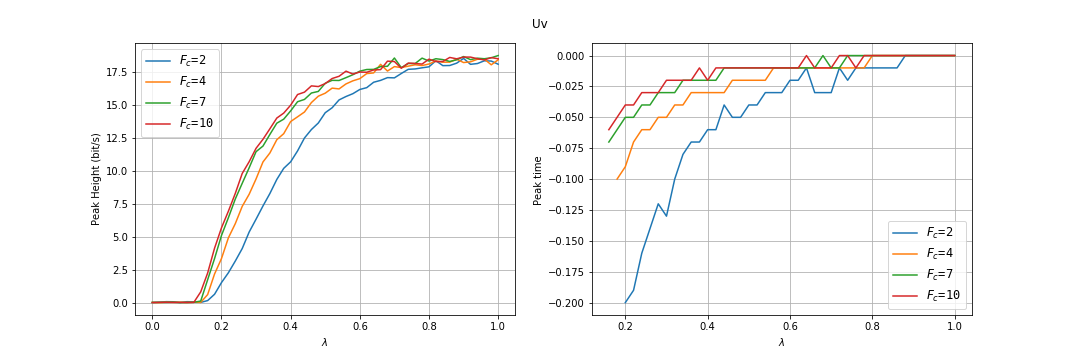 Uv
Peak Height (bit/s)
17.5
15.0
12.5
10.0
7.5
5.0
2.5
0.0
0.0 0.2 0.4 0.6 0.8 1.0
λ
F_c=2
F_c=4
F_c=7
F_c=10
Peak time
0.000
−0.025
−0.050
−0.075
−0.100
−0.125
−0.150
−0.175
−0.200
0.2 0.4 0.6 0.8 1.0
λ
F_c=2
F_c=4
F_c=7
F_c=10